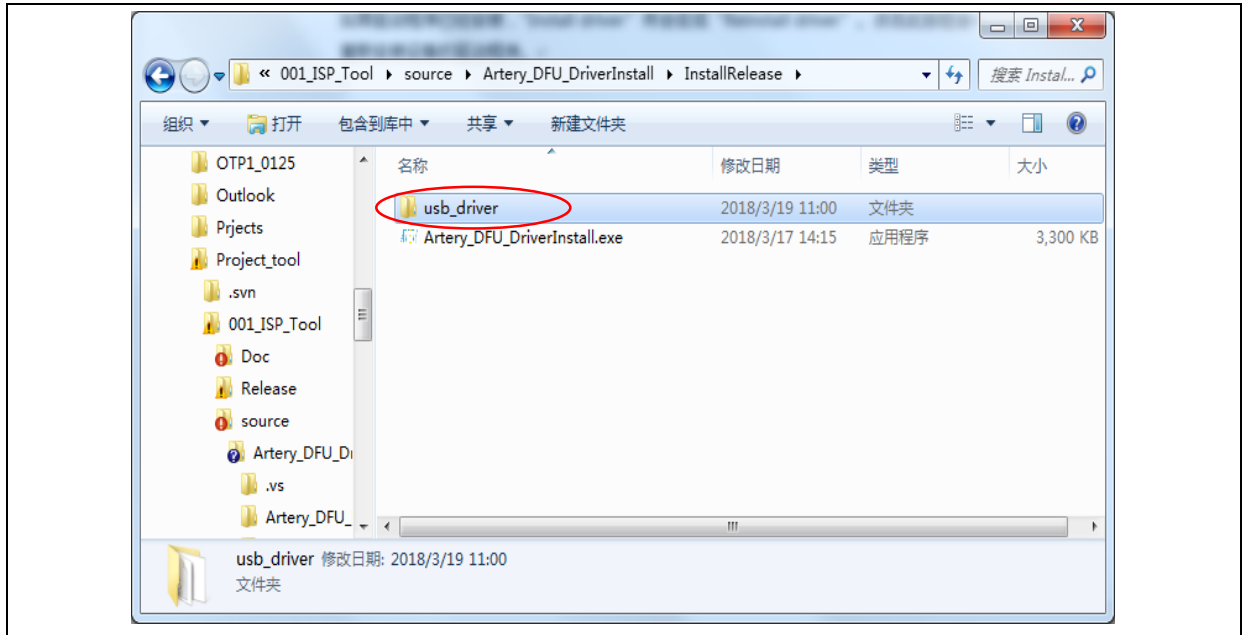 « 001_ISP_Tool ▸ source ▸ Artery_DFU_DriverInstall ▸ InstallRelease ▸
搜索 Instal...
组织 打开 包含到库中 共享 新建文件夹
OTP1_0125
Outlook
Prjects
Project_tool
.svn
001_ISP_Tool
Doc
Release
source
Artery_DFU_Dr
.vs
Artery_DFU_
名称 修改日期 类型 大小
usb_driver 2018/3/19 11:00 文件夹
Artery_DFU_DriverInstall.exe 2018/3/17 14:15 应用程序 3,300 KB
usb_driver 修改日期: 2018/3/19 11:00
文件夹